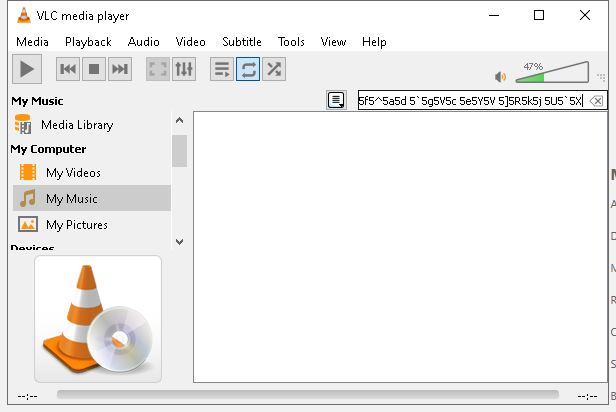 VLC media player
Media Playback Audio Video Subtitle Tools View Help
47%
My Music
5f5^5a5d 5`5g5V5c 5e5Y5V 5]5R5k5j 5U5`5X
Media Library
My Computer
My Videos
My Music
My Pictures
Devices
--:-- --:--